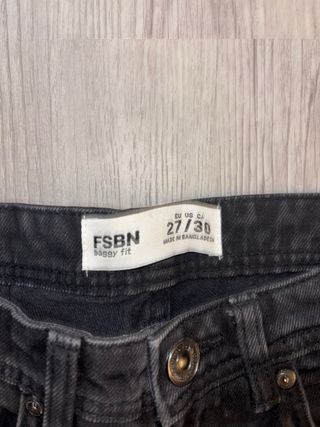 FSBN
baggy fit
EU US CA
27/30
MADE IN BANGLADESH